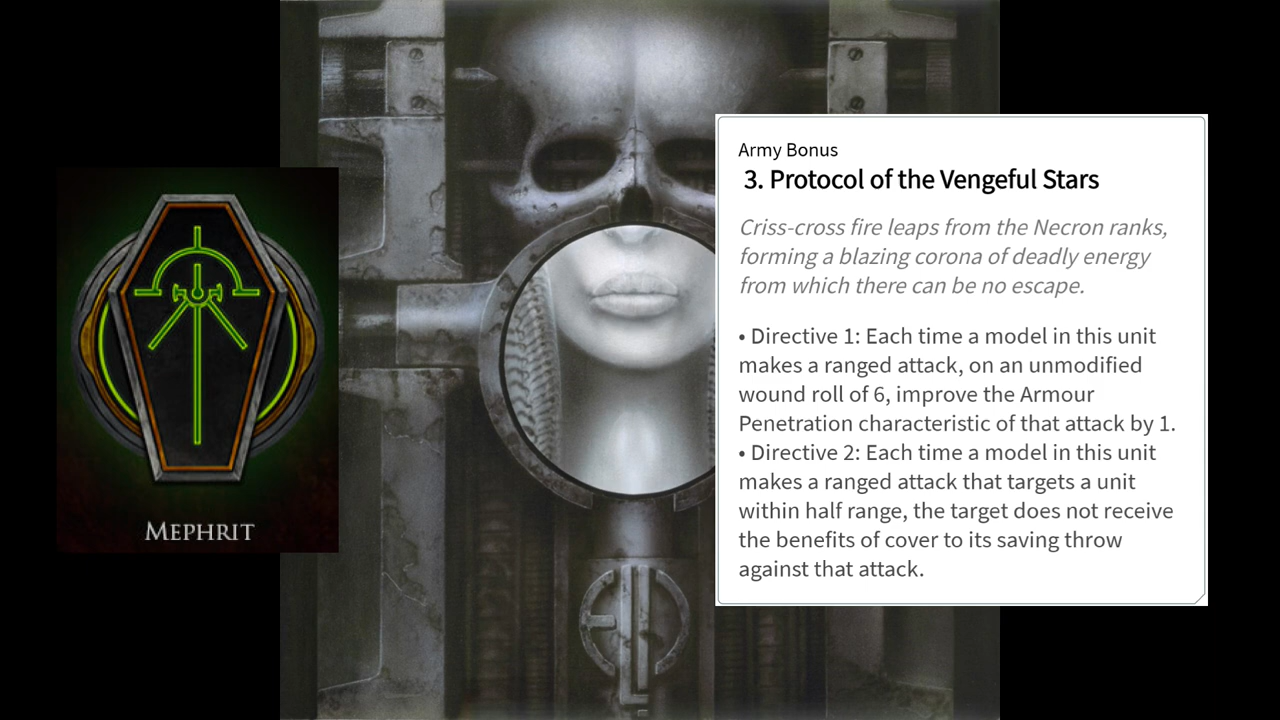 MEPHRIT
Army Bonus
3. Protocol of the Vengeful Stars
Criss-cross fire leaps from the Necron ranks,
forming a blazing corona of deadly energy
from which there can be no escape.
• Directive 1: Each time a model in this unit
makes a ranged attack, on an unmodified
wound roll of 6, improve the Armour
Penetration characteristic of that attack by 1.
• Directive 2: Each time a model in this unit
makes a ranged attack that targets a unit
within half range, the target does not receive
the benefits of cover to its saving throw
against that attack.